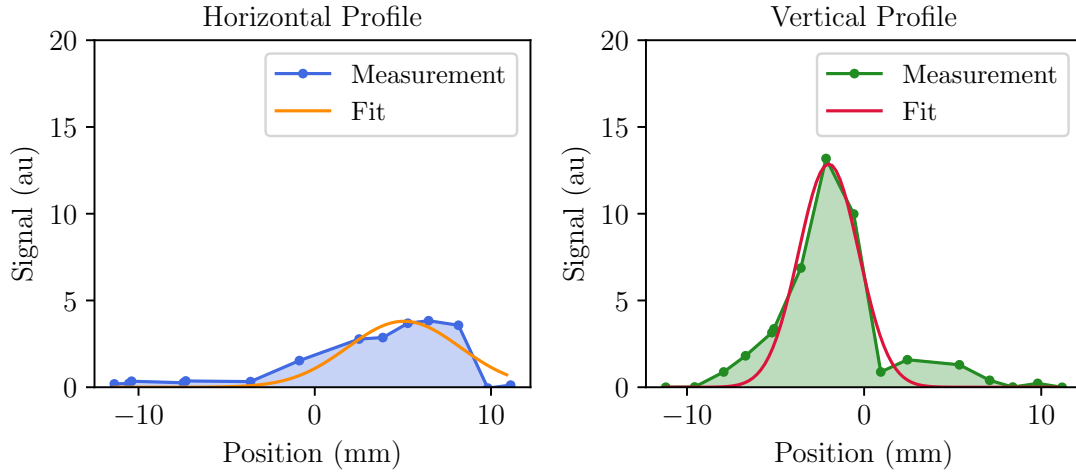 Horizontal Profile
20
15
10
5
0
Signal (au)
Measurement
Fit
−10
0
10
Position (mm)
Vertical Profile
20
15
10
5
0
Signal (au)
Measurement
Fit
−10
0
10
Position (mm)